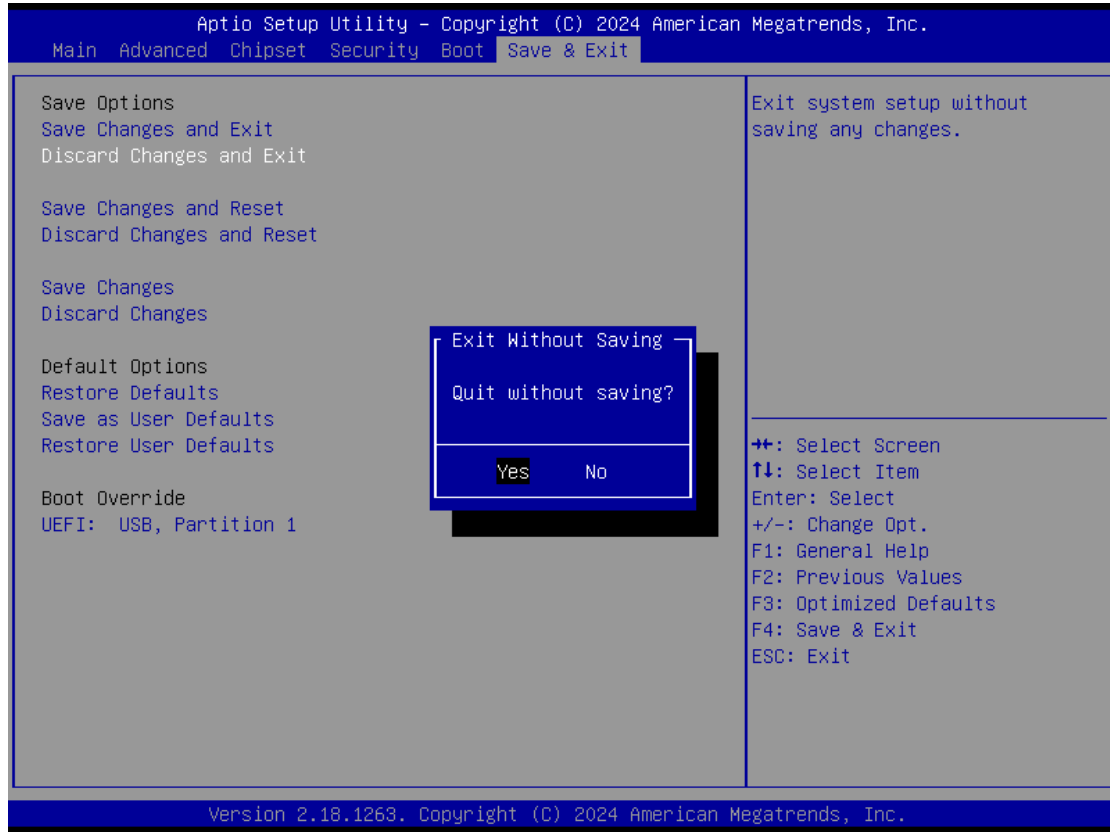 Aptio Setup Utility – Copyright (C) 2024 American Megatrends, Inc.
Main Advanced Chipset Security Boot Save & Exit
Save Options
Save Changes and Exit
Discard Changes and Exit
Save Changes and Reset
Discard Changes and Reset
Save Changes
Discard Changes
Default Options
Restore Defaults
Save as User Defaults
Restore User Defaults
Boot Override
UEFI: USB, Partition 1
Exit Without Saving
Quit without saving?
Yes No
Exit system setup without
saving any changes.
→←: Select Screen
↑↓: Select Item
Enter: Select
+/-: Change Opt.
F1: General Help
F2: Previous Values
F3: Optimized Defaults
F4: Save & Exit
ESC: Exit
Version 2.18.1263. Copyright (C) 2024 American Megatrends, Inc.